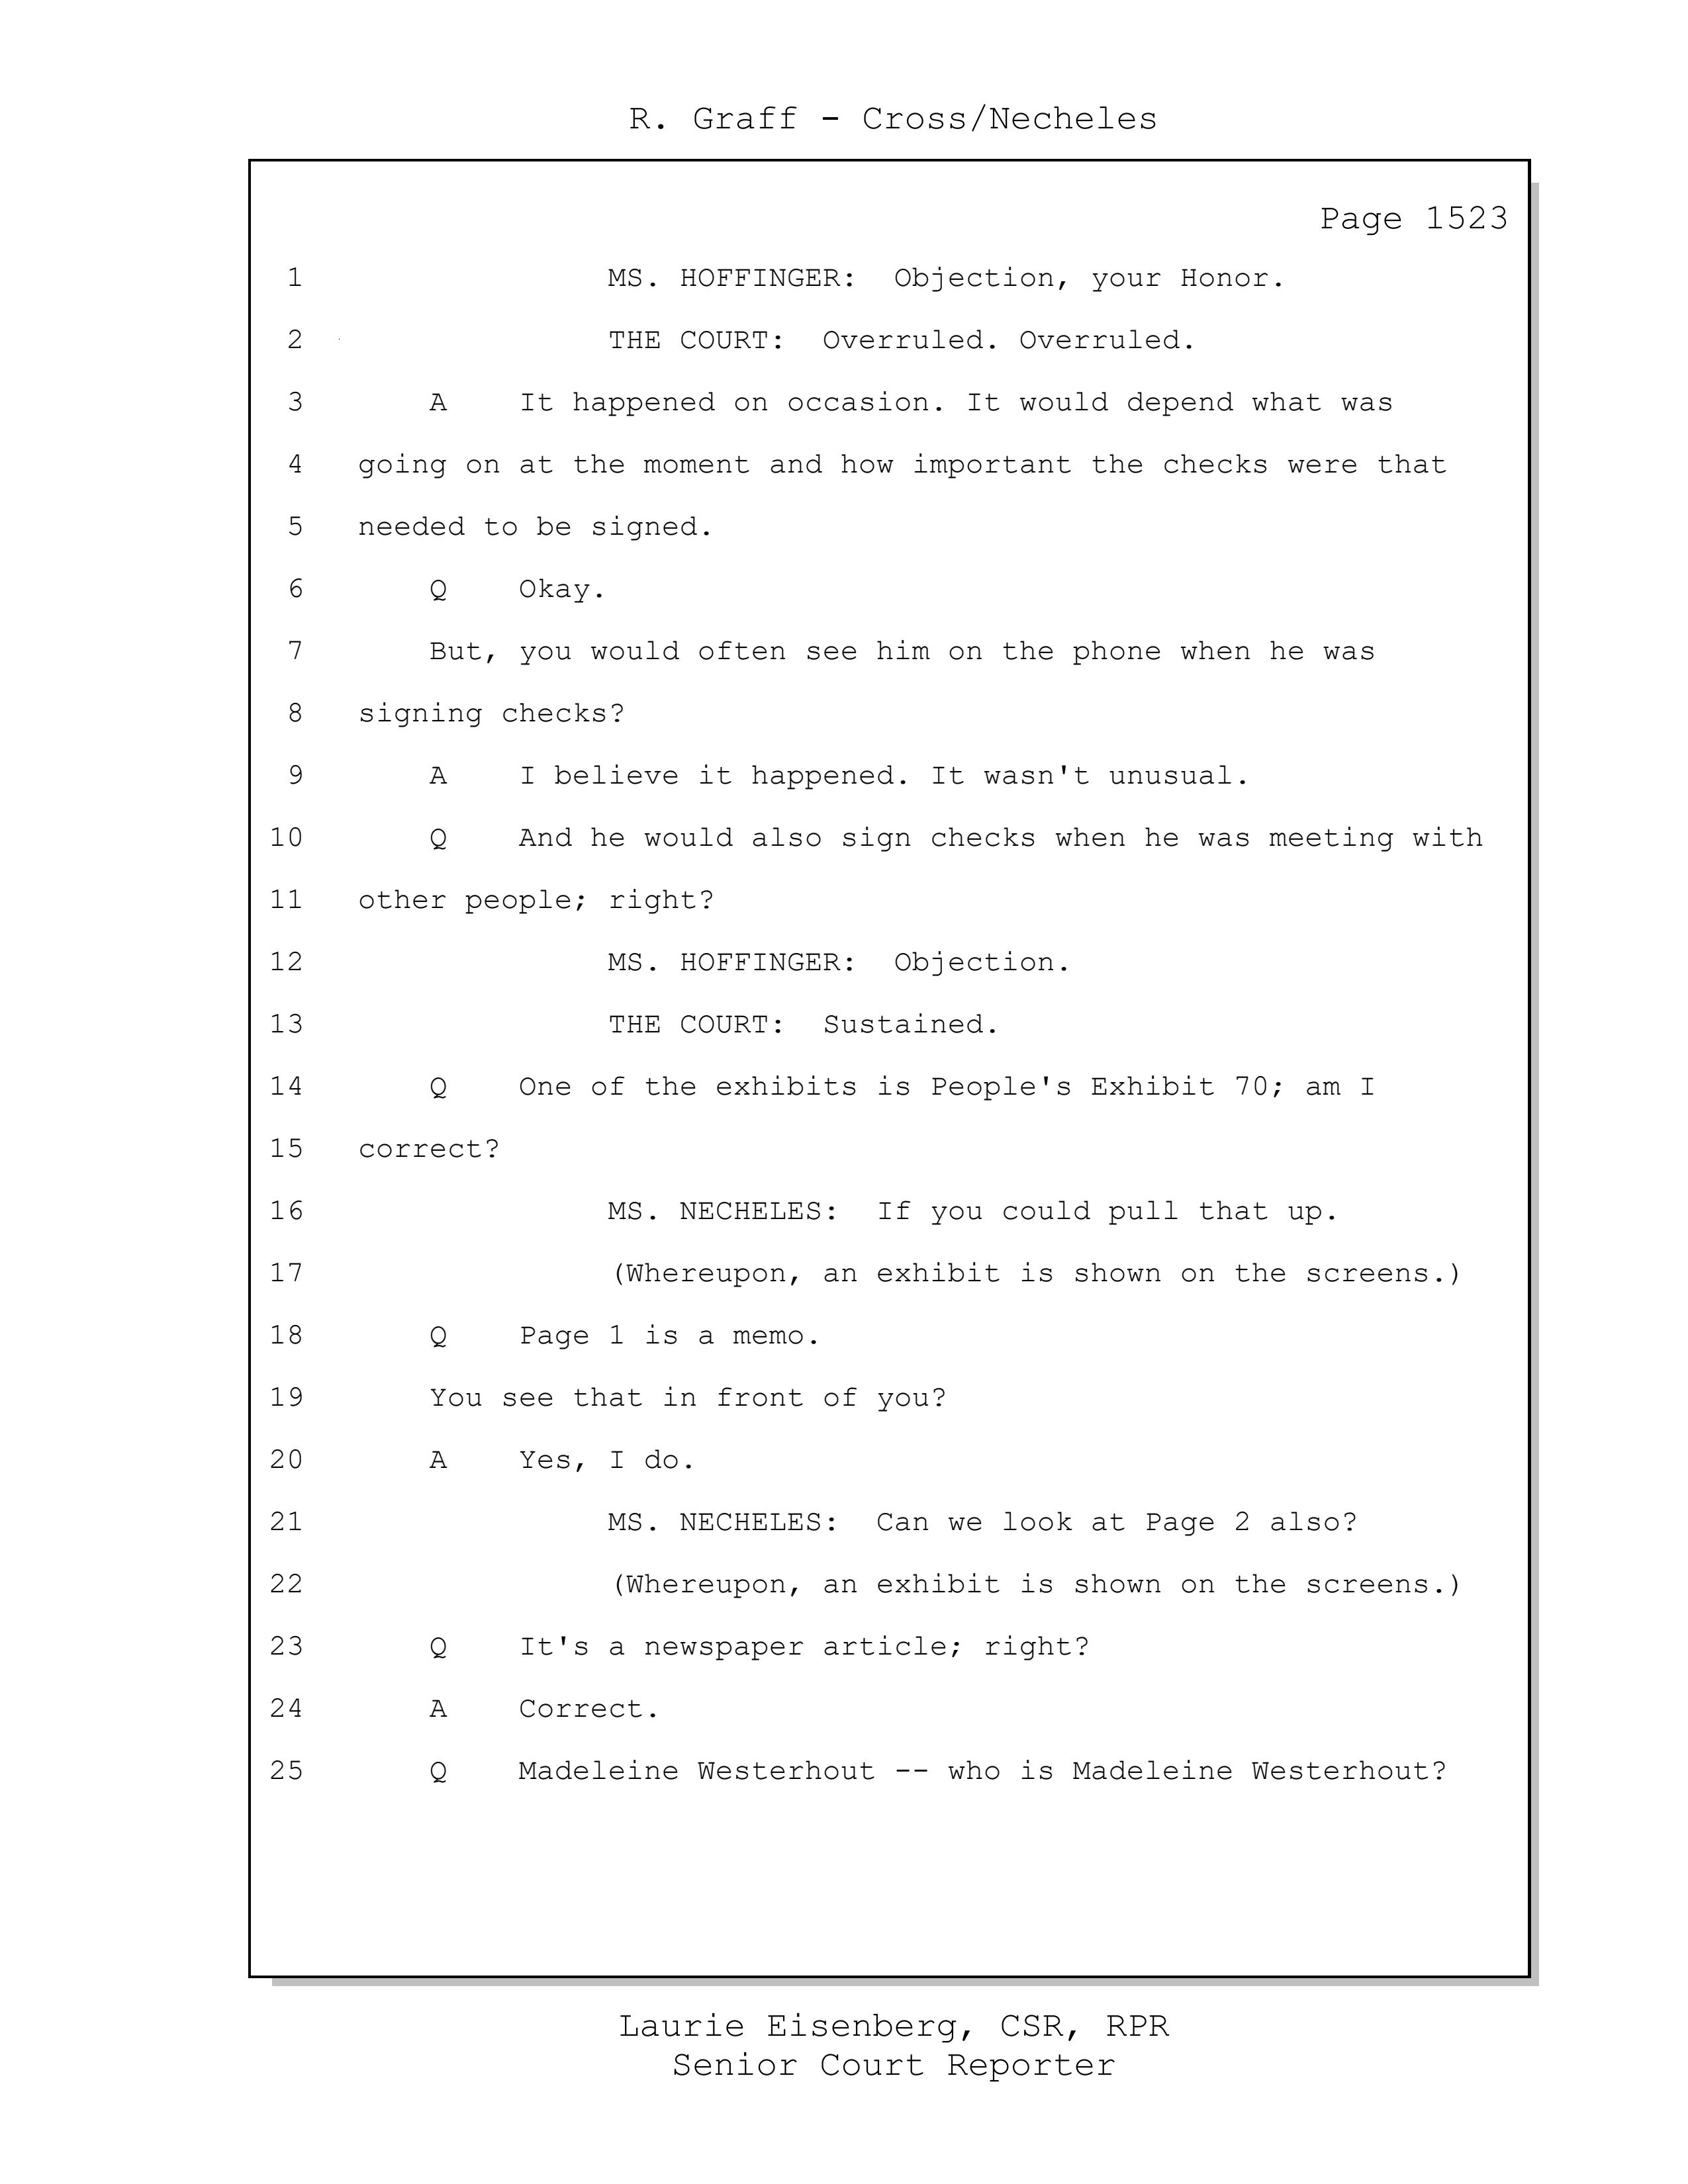 R. Graff - Cross/Necheles
Page 1523
1 MS. HOFFINGER: Objection, your Honor.
2 THE COURT: Overruled. Overruled.
3 A It happened on occasion. It would depend what was
4 going on at the moment and how important the checks were that
5 needed to be signed.
6 Q Okay.
7 But, you would often see him on the phone when he was
8 signing checks?
9 A I believe it happened. It wasn't unusual.
10 Q And he would also sign checks when he was meeting with
11 other people; right?
12 MS. HOFFINGER: Objection.
13 THE COURT: Sustained.
14 Q One of the exhibits is People's Exhibit 70; am I
15 correct?
16 MS. NECHELES: If you could pull that up.
17 (Whereupon, an exhibit is shown on the screens.)
18 Q Page 1 is a memo.
19 You see that in front of you?
20 A Yes, I do.
21 MS. NECHELES: Can we look at Page 2 also?
22 (Whereupon, an exhibit is shown on the screens.)
23 Q It's a newspaper article; right?
24 A Correct.
25 Q Madeleine Westerhout -- who is Madeleine Westerhout?
Laurie Eisenberg, CSR, RPR
Senior Court Reporter